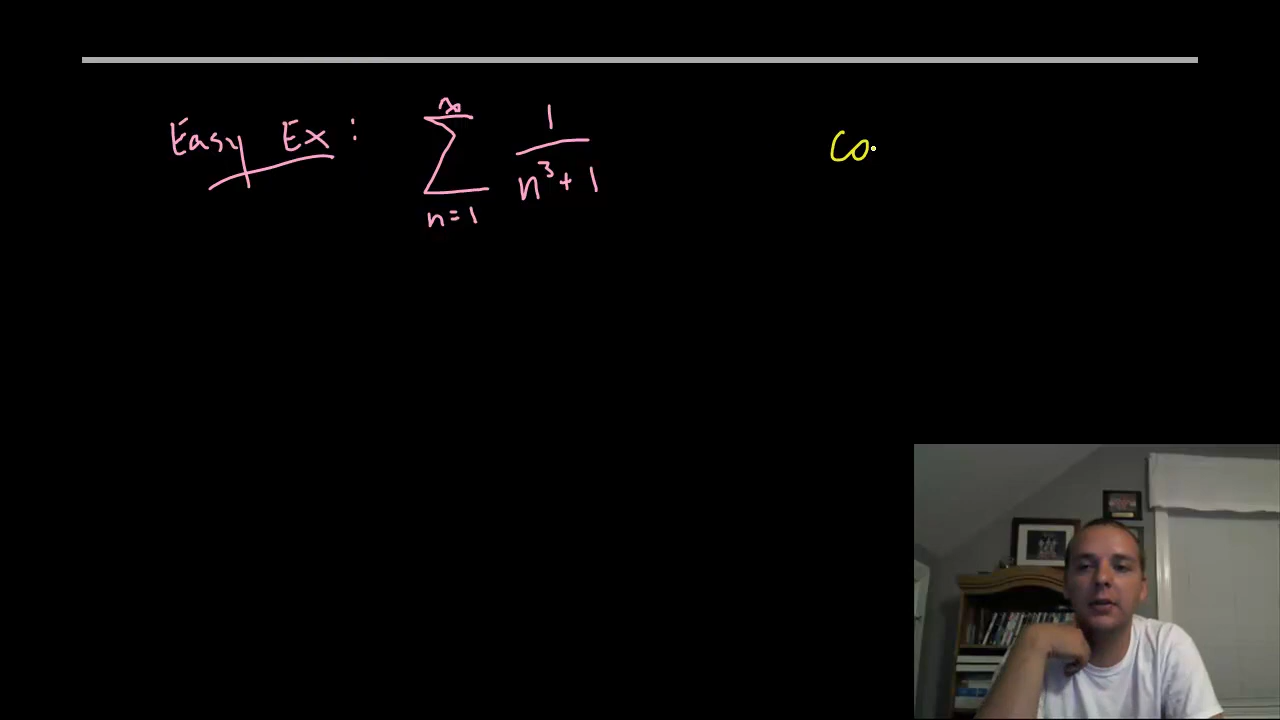 Easy Ex: ∞ ∑ n=1 1/(n³+1)
Co